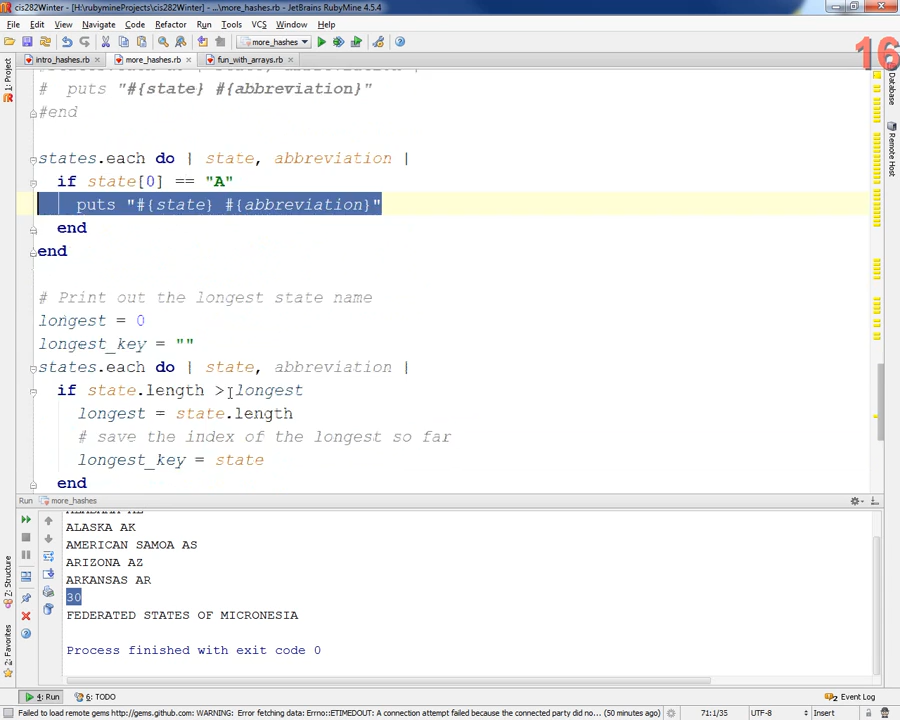 cis282Winter - [H:\rubymineProjects\cis282Winter] - ...\more_hashes.rb - JetBrains RubyMine 4.5.4
File Edit View Navigate Code Refactor Run Tools VCS Window Help
more_hashes
16
intro_hashes.rb more_hashes.rb fun_with_arrays.rb
1: Project
Database
Remote Host
# puts "#{state} #{abbreviation}"
#end
states.each do | state, abbreviation |
if state[0] == "A"
puts "#{state} #{abbreviation}"
end
end
# Print out the longest state name
longest = 0
longest_key = ""
states.each do | state, abbreviation |
if state.length > longest
longest = state.length
# save the index of the longest so far
longest_key = state
end
Run more_hashes
ALASKA AK
AMERICAN SAMOA AS
ARIZONA AZ
ARKANSAS AR
30
FEDERATED STATES OF MICRONESIA
Process finished with exit code 0
7: Structure
2: Favorites
4: Run 6: TODO Event Log
Failed to load remote gems http://gems.github.com: WARNING: Error fetching data: Errno::ETIMEDOUT: A connection attempt failed because the connected party did no... (50 minutes ago) 71:1/35 UTF-8 Insert